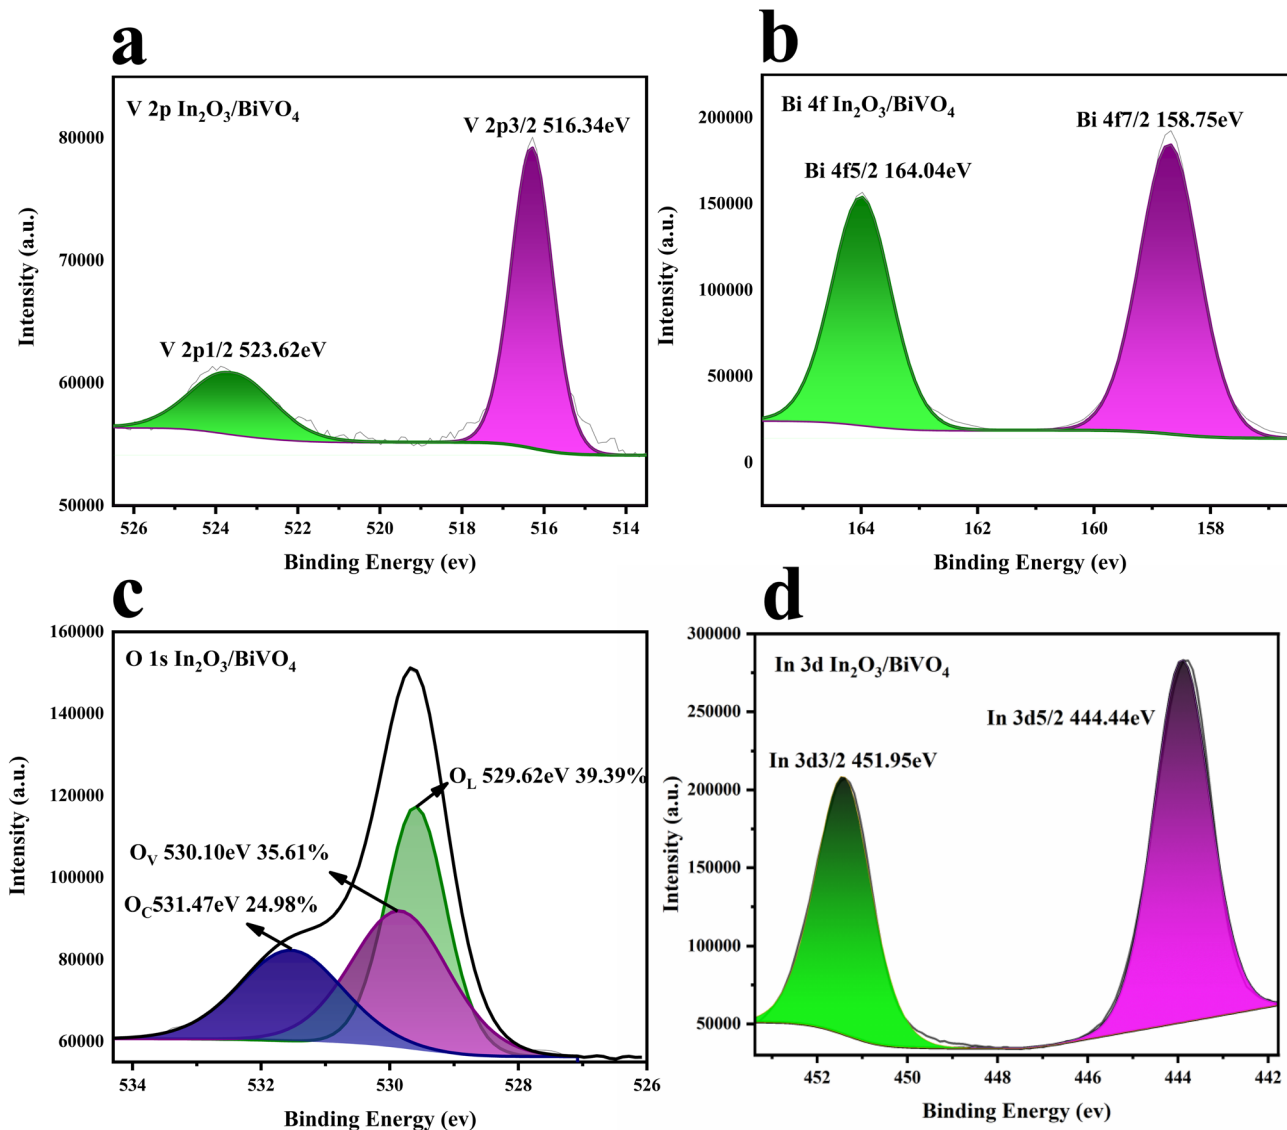 a
V 2p In₂O₃/BiVO₄
V 2p3/2 516.34eV
V 2p1/2 523.62eV
80000
70000
60000
50000
526 524 522 520 518 516 514
Intensity (a.u.)
Binding Energy (ev)
b
Bi 4f In₂O₃/BiVO₄
Bi 4f7/2 158.75eV
Bi 4f5/2 164.04eV
200000
150000
100000
50000
0
164 162 160 158
Intensity (a.u.)
Binding Energy (ev)
c
O 1s In₂O₃/BiVO₄
O_L 529.62eV 39.39%
O_V 530.10eV 35.61%
O_C531.47eV 24.98%
160000
140000
120000
100000
80000
60000
534 532 530 528 526
Intensity (a.u.)
Binding Energy (ev)
d
In 3d In₂O₃/BiVO₄
In 3d5/2 444.44eV
In 3d3/2 451.95eV
300000
250000
200000
150000
100000
50000
452 450 448 446 444 442
Intensity (a.u.)
Binding Energy (ev)